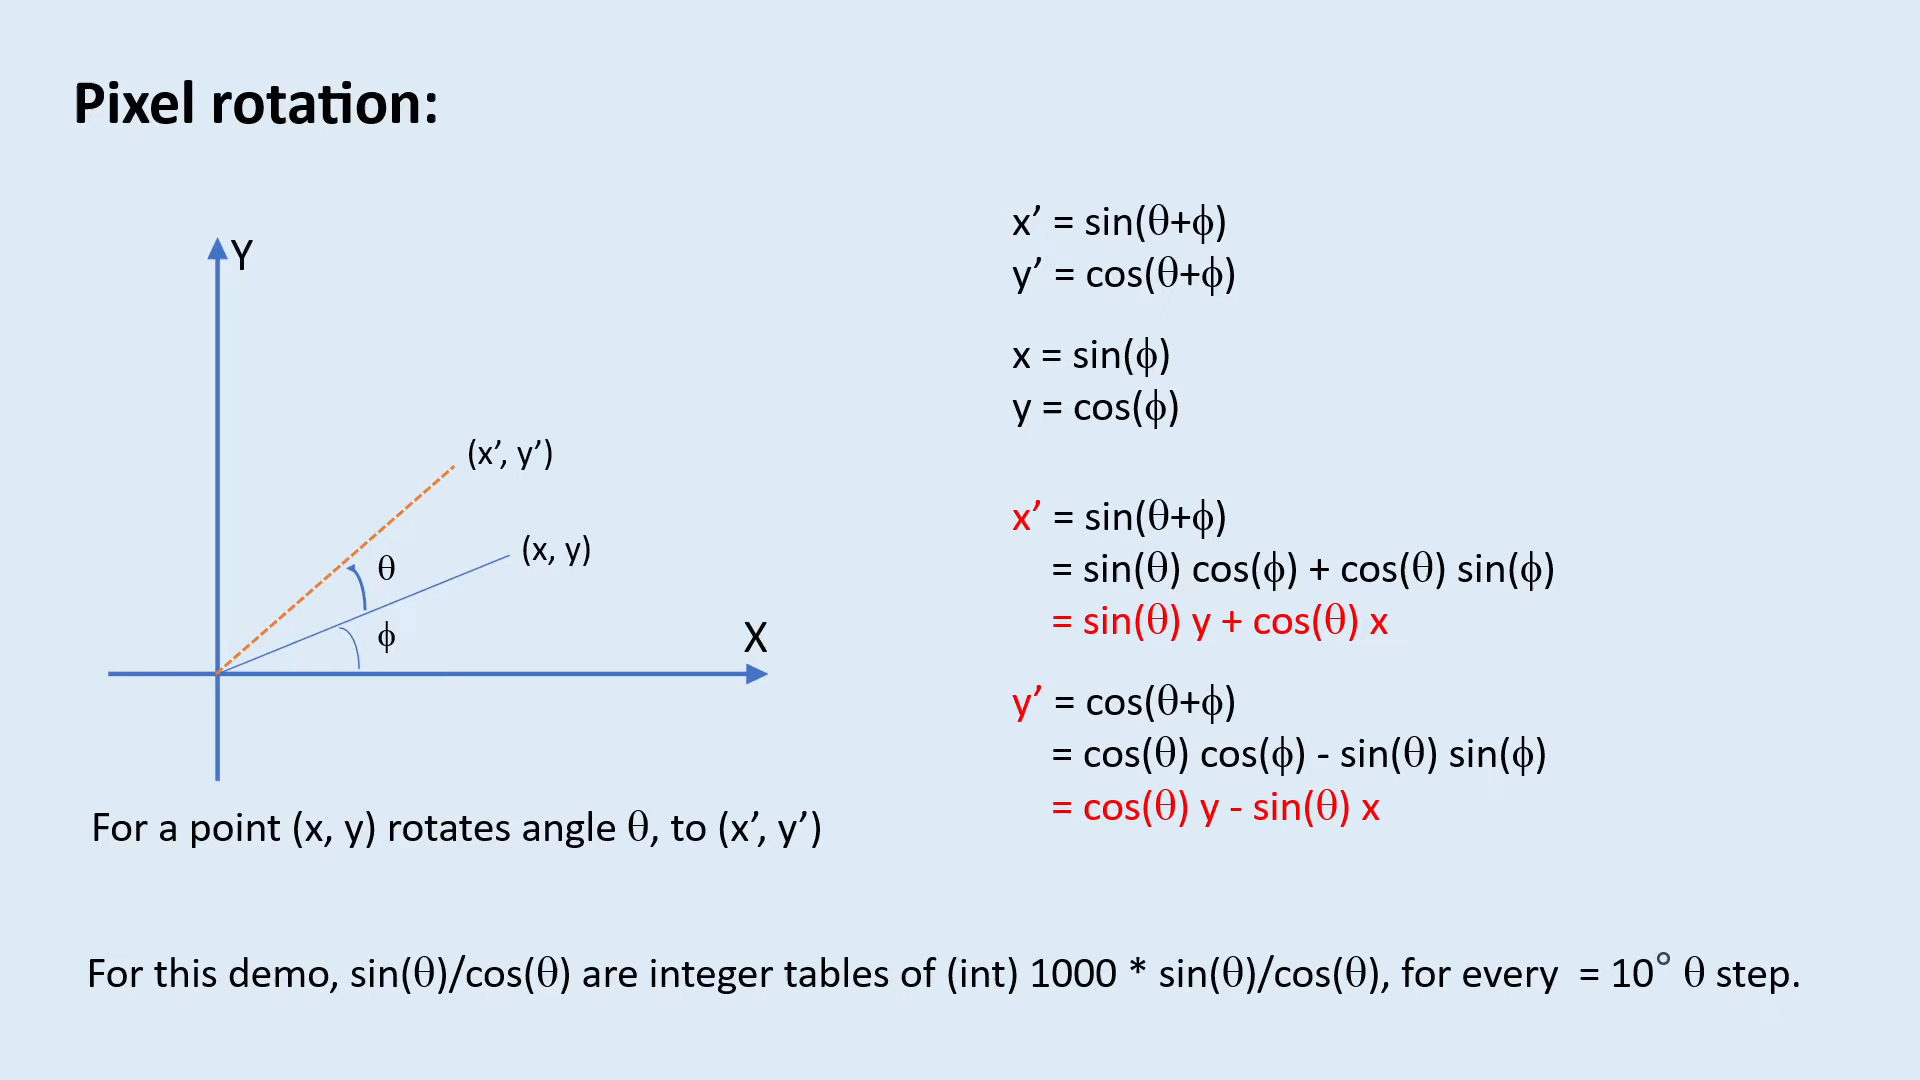 Pixel rotation:
Y
(x’, y’)
(x, y)
θ
ϕ
X
For a point (x, y) rotates angle θ, to (x’, y’)
x’ = sin(θ+ϕ)
y’ = cos(θ+ϕ)
x = sin(ϕ)
y = cos(ϕ)
x’ = sin(θ+ϕ)
= sin(θ) cos(ϕ) + cos(θ) sin(ϕ)
= sin(θ) y + cos(θ) x
y’ = cos(θ+ϕ)
= cos(θ) cos(ϕ) - sin(θ) sin(ϕ)
= cos(θ) y - sin(θ) x
For this demo, sin(θ)/cos(θ) are integer tables of (int) 1000 * sin(θ)/cos(θ), for every  = 10° θ step.